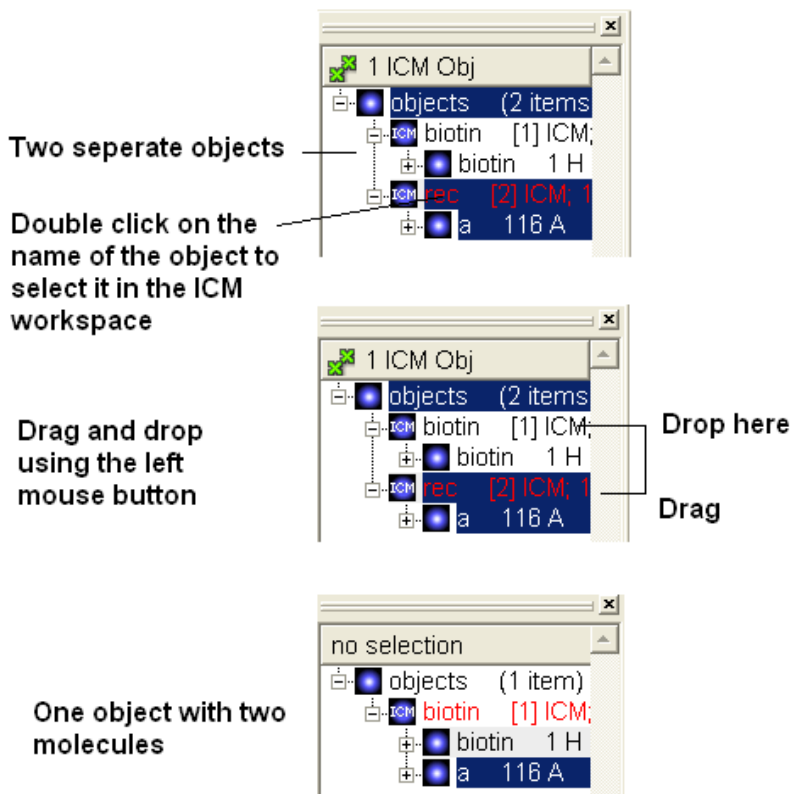 1 ICM Obj
objects (2 items
biotin [1] ICM;
Two seperate objects
biotin 1 H
rec [2] ICM; 1
Double click on the
name of the object to
select it in the ICM
workspace
a 116 A
1 ICM Obj
objects (2 items
biotin [1] ICM;
Drop here
Drag and drop
using the left
mouse button
biotin 1 H
rec [2] ICM; 1
Drag
a 116 A
no selection
objects (1 item)
biotin [1] ICM;
One object with two
molecules
biotin 1 H
a 116 A